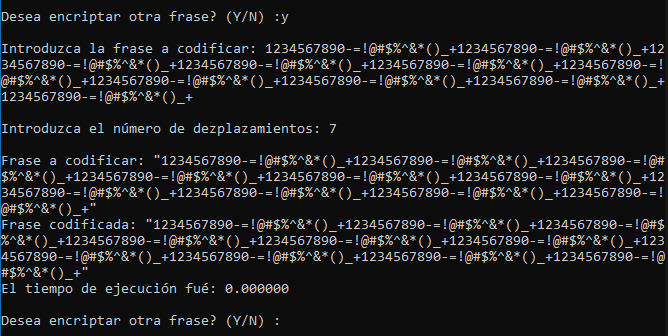 Desea encriptar otra frase? (Y/N) :y
Introduzca la frase a codificar: 1234567890-=!@#$%^&*()_+1234567890-=!@#$%^&*()_+12
34567890-=!@#$%^&*()_+1234567890-=!@#$%^&*()_+1234567890-=!@#$%^&*()_+1234567890-=!
@#$%^&*()_+1234567890-=!@#$%^&*()_+1234567890-=!@#$%^&*()_+1234567890-=!@#$%^&*()_+
1234567890-=!@#$%^&*()_+
Introduzca el número de dezplazamientos: 7
Frase a codificar: "1234567890-=!@#$%^&*()_+1234567890-=!@#$%^&*()_+1234567890-=!@#
$%^&*()_+1234567890-=!@#$%^&*()_+1234567890-=!@#$%^&*()_+1234567890-=!@#$%^&*()_+12
34567890-=!@#$%^&*()_+1234567890-=!@#$%^&*()_+1234567890-=!@#$%^&*()_+1234567890-=!
@#$%^&*()_+"
Frase codificada: "1234567890-=!@#$%^&*()_+1234567890-=!@#$%^&*()_+1234567890-=!@#$
%^&*()_+1234567890-=!@#$%^&*()_+1234567890-=!@#$%^&*()_+1234567890-=!@#$%^&*()_+123
4567890-=!@#$%^&*()_+1234567890-=!@#$%^&*()_+1234567890-=!@#$%^&*()_+1234567890-=!@
#$%^&*()_+"
El tiempo de ejecución fué: 0.000000
Desea encriptar otra frase? (Y/N) :